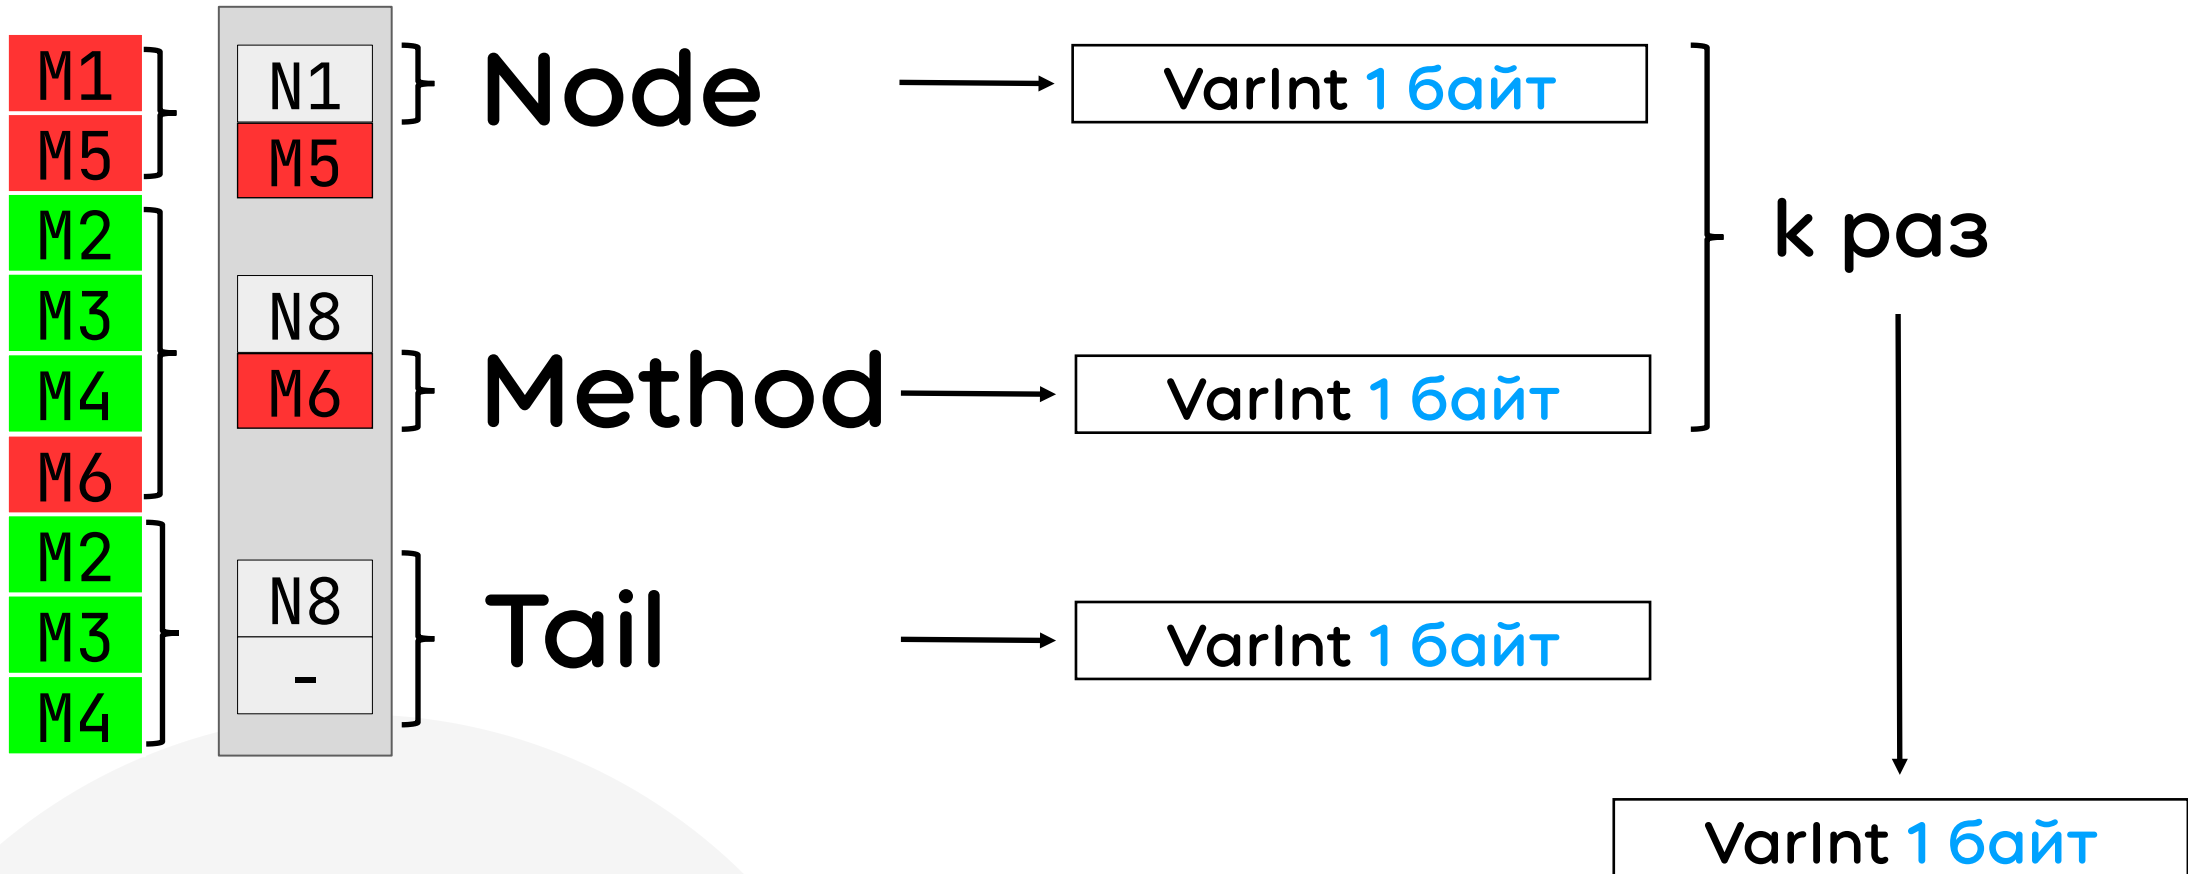 M1
M5
M2
M3
M4
M6
M2
M3
M4
N1
M5
N8
M6
N8
-
Node
Method
Tail
VarInt 1 байт
VarInt 1 байт
VarInt 1 байт
k раз
VarInt 1 байт